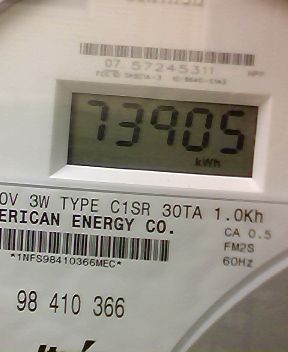 07 57245311
73905
kWh
0V 3W TYPE C1SR 30TA 1.0Kh
ERICAN ENERGY CO.
CA 0.5
FM2S
60Hz
*1NFS98410366MEC*
98 410 366